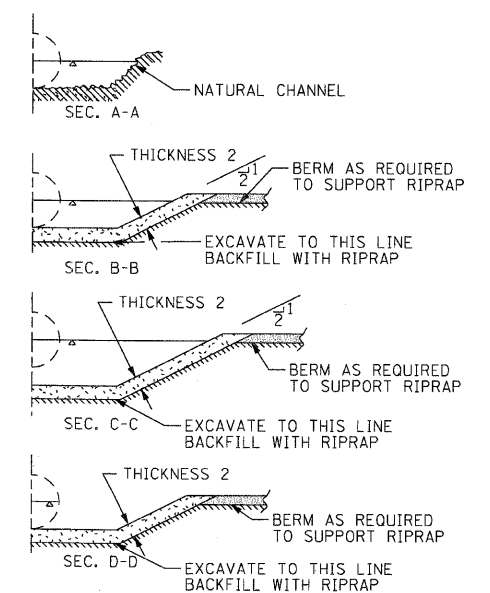 NATURAL CHANNEL
SEC. A-A
THICKNESS 2
1
2
BERM AS REQUIRED
TO SUPPORT RIPRAP
EXCAVATE TO THIS LINE
BACKFILL WITH RIPRAP
SEC. B-B
THICKNESS 2
1
2
BERM AS REQUIRED
TO SUPPORT RIPRAP
SEC. C-C
EXCAVATE TO THIS LINE
BACKFILL WITH RIPRAP
THICKNESS 2
BERM AS REQUIRED
TO SUPPORT RIPRAP
SEC. D-D
EXCAVATE TO THIS LINE
BACKFILL WITH RIPRAP